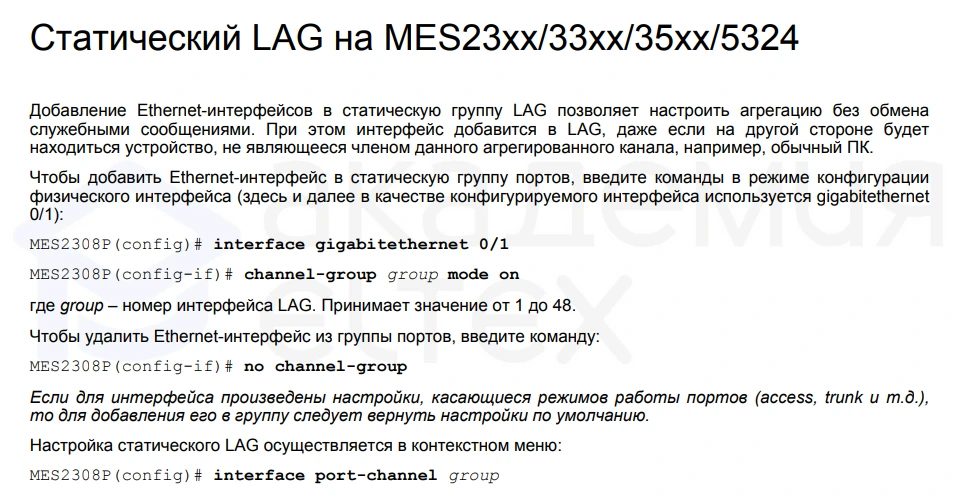 Статический LAG на MES23xx/33xx/35xx/5324
Добавление Ethernet-интерфейсов в статическую группу LAG позволяет настроить агрегацию без обмена
служебными сообщениями. При этом интерфейс добавится в LAG, даже если на другой стороне будет
находиться устройство, не являющееся членом данного агрегированного канала, например, обычный ПК.
Чтобы добавить Ethernet-интерфейс в статическую группу портов, введите команды в режиме конфигурации
физического интерфейса (здесь и далее в качестве конфигурируемого интерфейса используется gigabitethernet
0/1):
MES2308P(config)# interface gigabitethernet 0/1
MES2308P(config-if)# channel-group group mode on
где group – номер интерфейса LAG. Принимает значение от 1 до 48.
Чтобы удалить Ethernet-интерфейс из группы портов, введите команду:
MES2308P(config-if)# no channel-group
Если для интерфейса произведены настройки, касающиеся режимов работы портов (access, trunk и т.д.),
то для добавления его в группу следует вернуть настройки по умолчанию.
Настройка статического LAG осуществляется в контекстном меню:
MES2308P(config)# interface port-channel group
академия
eltex